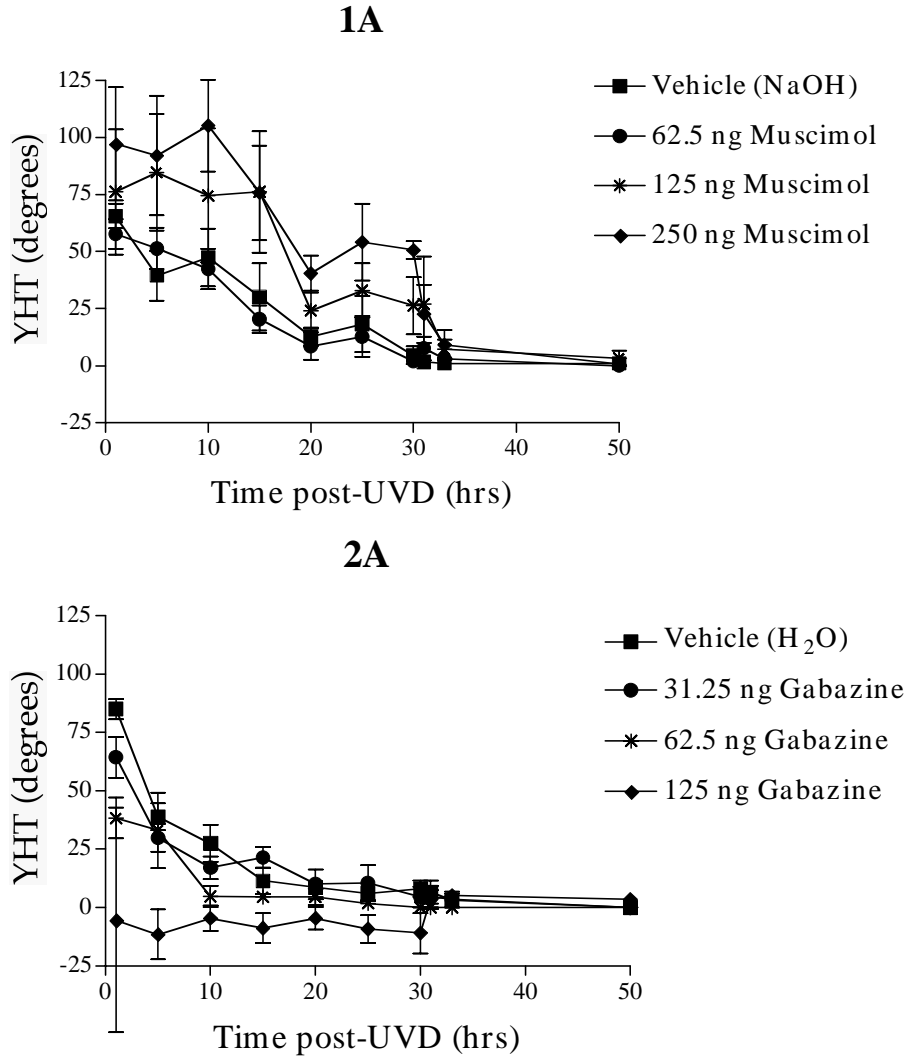 1A
125
100
75
50
25
0
-25
YHT (degrees)
0 10 20 30 40 50
Time post-UVD (hrs)
Vehicle (NaOH)
62.5 ng Muscimol
125 ng Muscimol
250 ng Muscimol
2A
125
100
75
50
25
0
-25
YHT (degrees)
0 10 20 30 40 50
Time post-UVD (hrs)
Vehicle (H₂O)
31.25 ng Gabazine
62.5 ng Gabazine
125 ng Gabazine